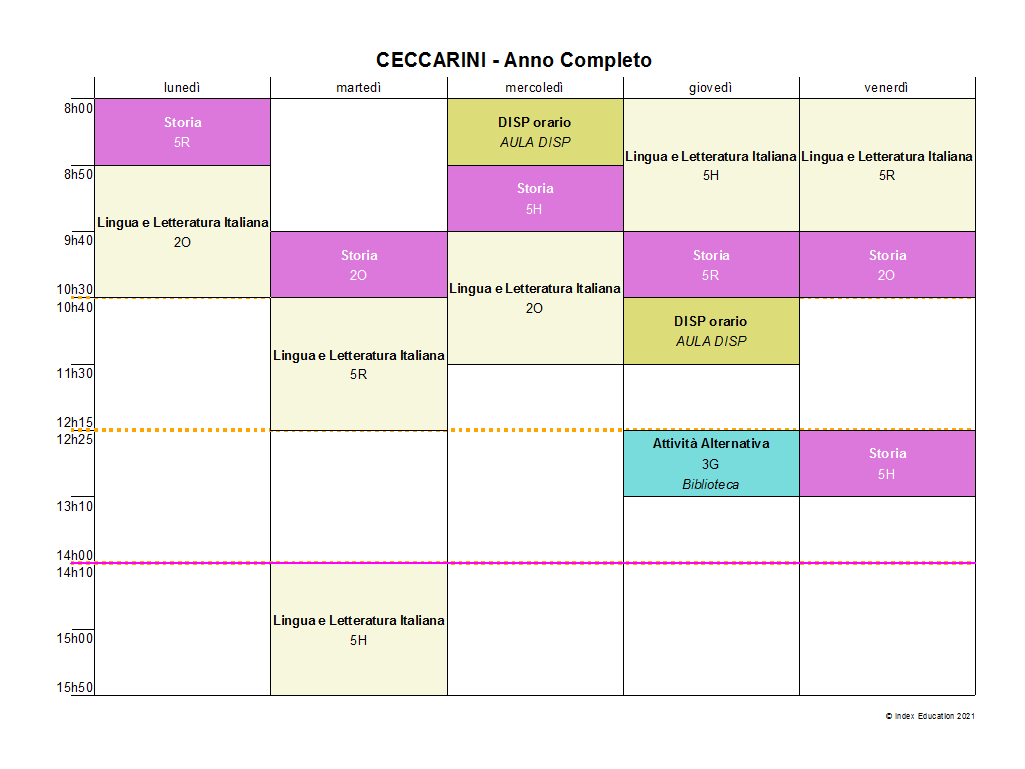 CECCARINI - Anno Completo
lunedì martedì mercoledì giovedì venerdì
8h00
8h50
9h40
10h30
10h40
11h30
12h15
12h25
13h10
14h00
14h10
15h00
15h50
Storia
5R
Lingua e Letteratura Italiana
2O
Storia
2O
Lingua e Letteratura Italiana
5R
Lingua e Letteratura Italiana
5H
DISP orario
AULA DISP
Storia
5H
Lingua e Letteratura Italiana
2O
Lingua e Letteratura Italiana
5H
Storia
5R
DISP orario
AULA DISP
Attività Alternativa
3G
Biblioteca
Lingua e Letteratura Italiana
5R
Storia
2O
Storia
5H
© Index Education 2021